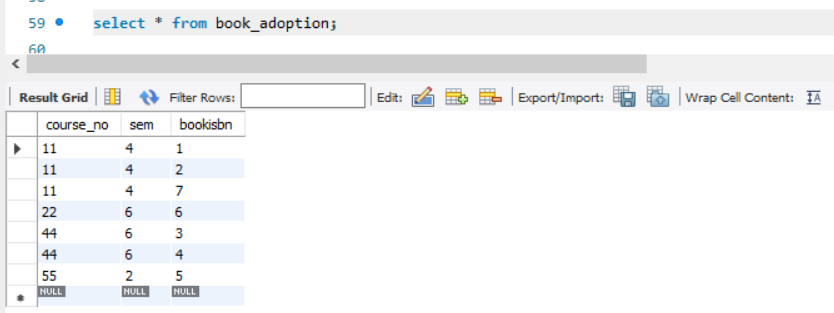 59 select * from book_adoption;
60
Result Grid Filter Rows: Edit: Export/Import: Wrap Cell Content: IA
course_no sem bookisbn
11 4 1
11 4 2
11 4 7
22 6 6
44 6 3
44 6 4
55 2 5
NULL NULL NULL